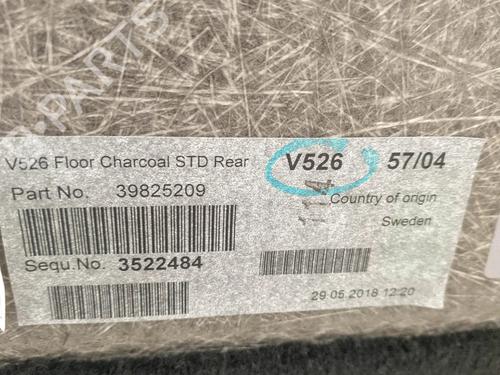 V526 Floor Charcoal STD Rear
V526
57/04
Part No. 39825209
114
Country of origin
Sweden
Sequ.No. 3522484
29 05 2018 12:20